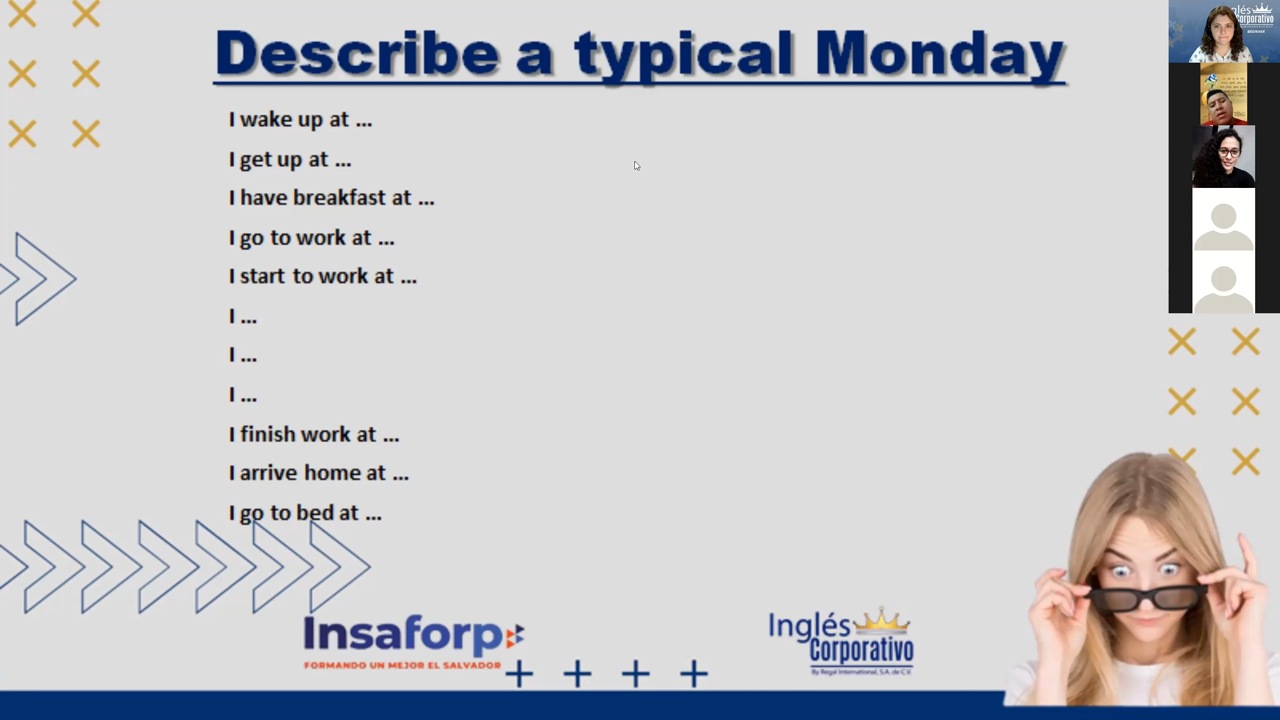 Describe a typical Monday
I wake up at ...
I get up at ...
I have breakfast at ...
I go to work at ...
I start to work at ...
I ...
I ...
I ...
I finish work at ...
I arrive home at ...
I go to bed at ...
Insaforp
FORMANDO UN MEJOR EL SALVADOR
Inglés
Corporativo
By Regal International, S.A. de C.V.
Inglés
Corporativo